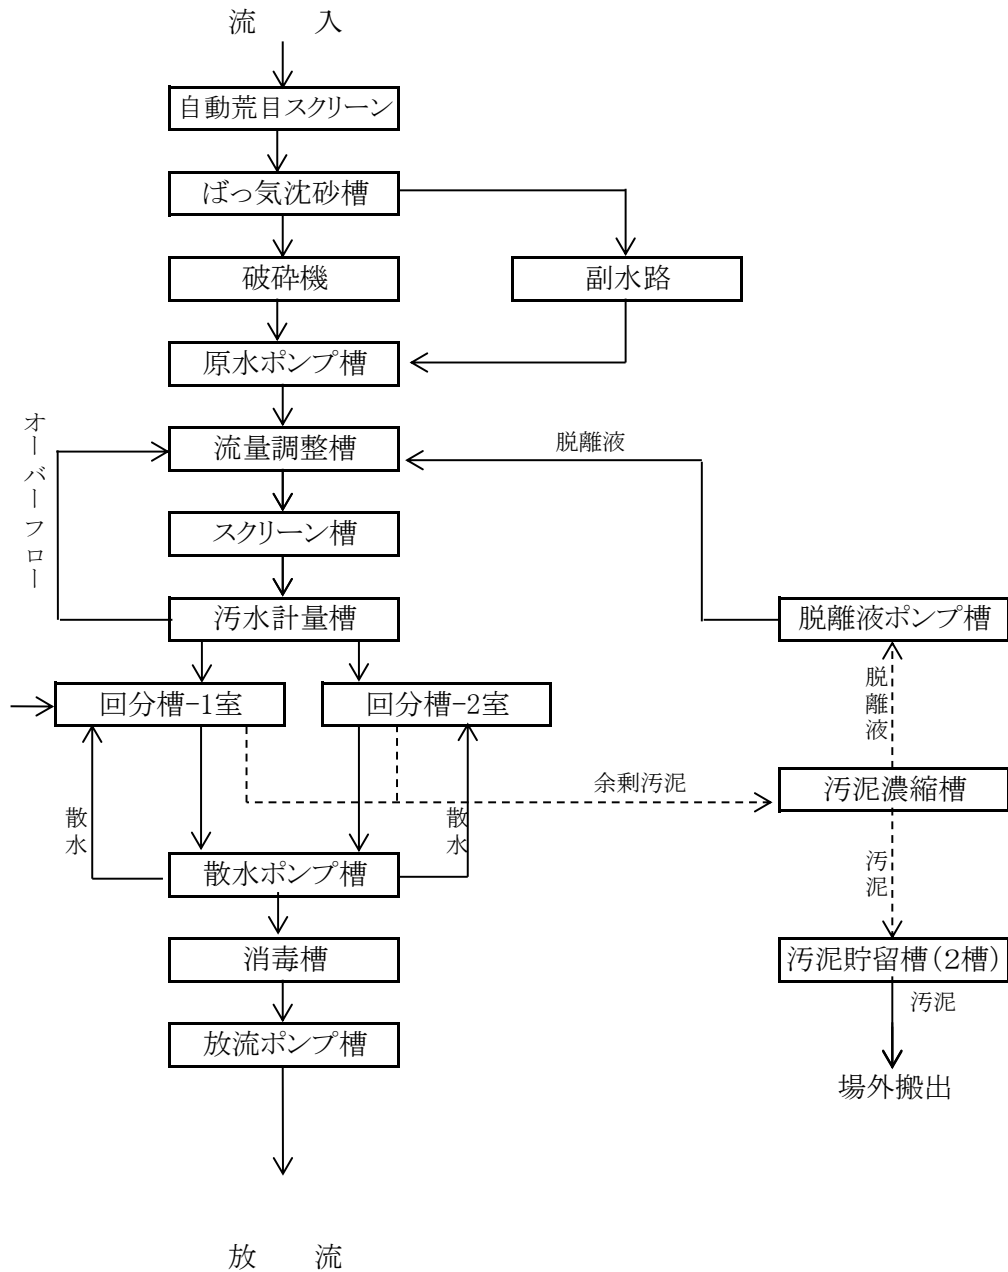 流　入
自動荒目スクリーン
ばっ気沈砂槽
破砕機
副水路
原水ポンプ槽
オーバーフロー
流量調整槽
脱離液
スクリーン槽
汚水計量槽
脱離液ポンプ槽
脱離液
回分�-1室
回分槽-2室
余剰汚泥
汚泥濃縮槽
散水
散水
汚泥
散水ポンプ槽
消毒槽
汚泥貯留槽(2槽)
汚泥
放流ポンプ槽
場外搬出
放　流